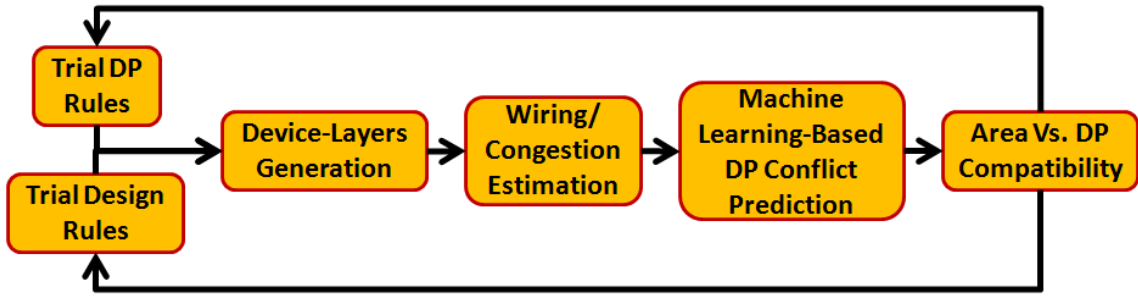 Trial DP
Rules
Trial Design
Rules
Device-Layers
Generation
Wiring/
Congestion
Estimation
Machine
Learning-Based
DP Conflict
Prediction
Area Vs. DP
Compatibility